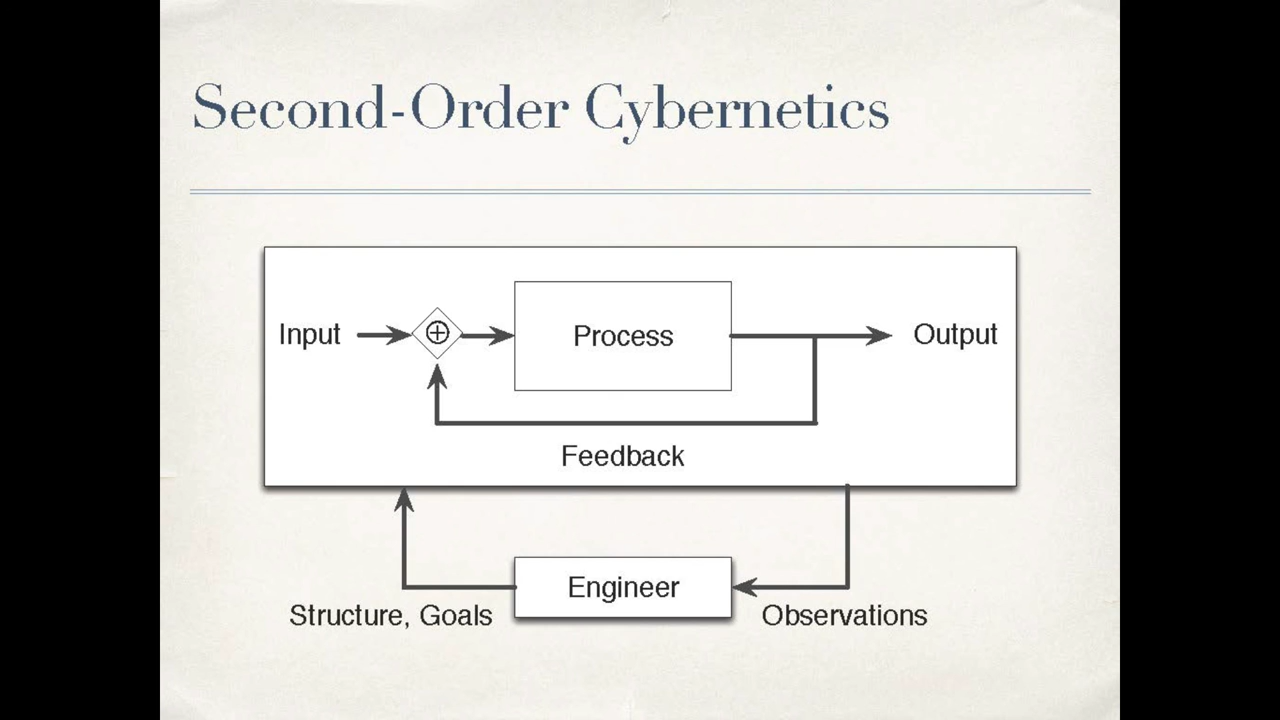 Second-Order Cybernetics
Input
Process
Output
Feedback
Engineer
Structure, Goals
Observations